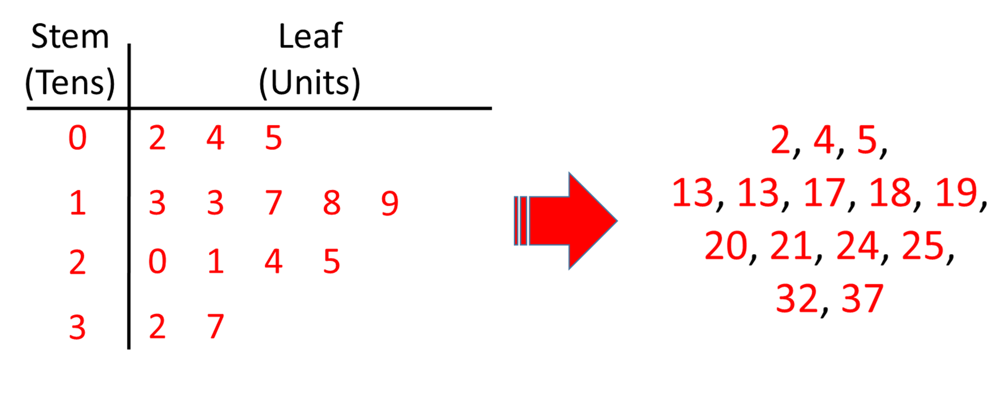 Stem Leaf
(Tens) (Units)
0 2 4 5
1 3 3 7 8 9
2 0 1 4 5
3 2 7
2, 4, 5,
13, 13, 17, 18, 19,
20, 21, 24, 25,
32, 37